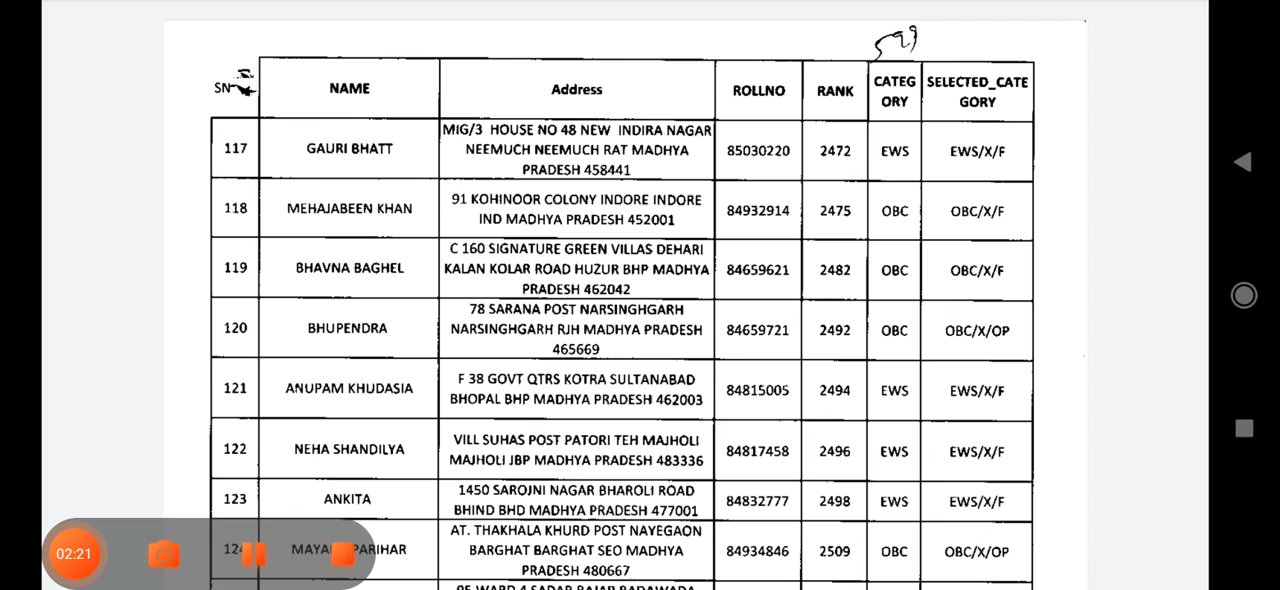 599
SN
NAME
Address
ROLLNO
RANK
CATEG
ORY
SELECTED_CATE
GORY
117
GAURI BHATT
MIG/3 HOUSE NO 48 NEW INDIRA NAGAR
NEEMUCH NEEMUCH RAT MADHYA
PRADESH 458441
85030220
2472
EWS
EWS/X/F
118
MEHAJABEEN KHAN
91 KOHINOOR COLONY INDORE INDORE
IND MADHYA PRADESH 452001
84932914
2475
OBC
OBC/X/F
119
BHAVNA BAGHEL
C 160 SIGNATURE GREEN VILLAS DEHARI
KALAN KOLAR ROAD HUZUR BHP MADHYA
PRADESH 462042
84659621
2482
OBC
OBC/X/F
120
BHUPENDRA
78 SARANA POST NARSINGHGARH
NARSINGHGARH RJH MADHYA PRADESH
465669
84659721
2492
OBC
OBC/X/OP
121
ANUPAM KHUDASIA
F 38 GOVT QTRS KOTRA SULTANABAD
BHOPAL BHP MADHYA PRADESH 462003
84815005
2494
EWS
EWS/X/F
122
NEHA SHANDILYA
VILL SUHAS POST PATORI TEH MAJHOLI
MAJHOLI JBP MADHYA PRADESH 483336
84817458
2496
EWS
EWS/X/F
123
ANKITA
1450 SAROJNI NAGAR BHAROLI ROAD
BHIND BHD MADHYA PRADESH 477001
84832777
2498
EWS
EWS/X/F
124
PARIHAR
AT. THAKHALA KHURD POST NAYEGAON
BARGHAT BARGHAT SEO MADHYA
PRADESH 480667
84934846
2509
OBC
OBC/X/OP
02:21